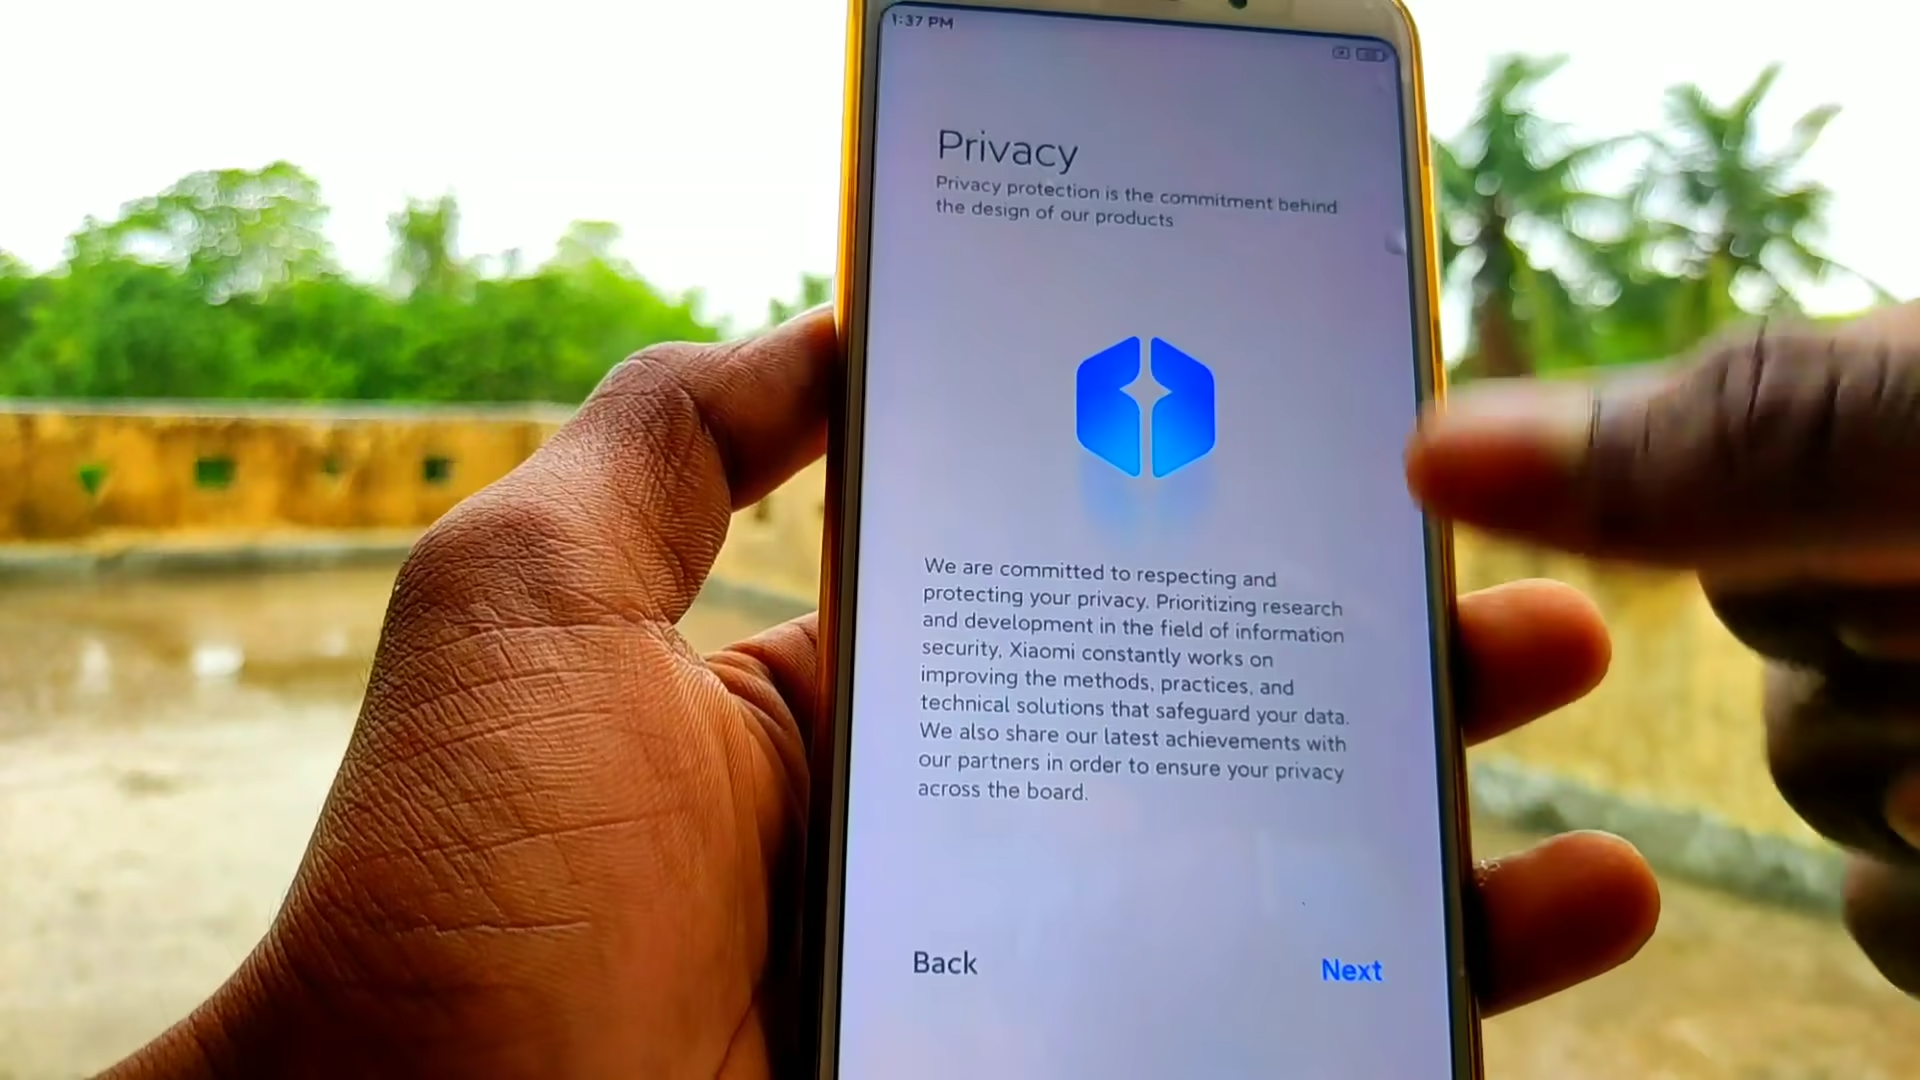 1:37 PM
Privacy
Privacy protection is the commitment behind
the design of our products
We are committed to respecting and
protecting your privacy. Prioritizing research
and development in the field of information
security, Xiaomi constantly works on
improving the methods, practices, and
technical solutions that safeguard your data.
We also share our latest achievements with
our partners in order to ensure your privacy
across the board.
Back
Next